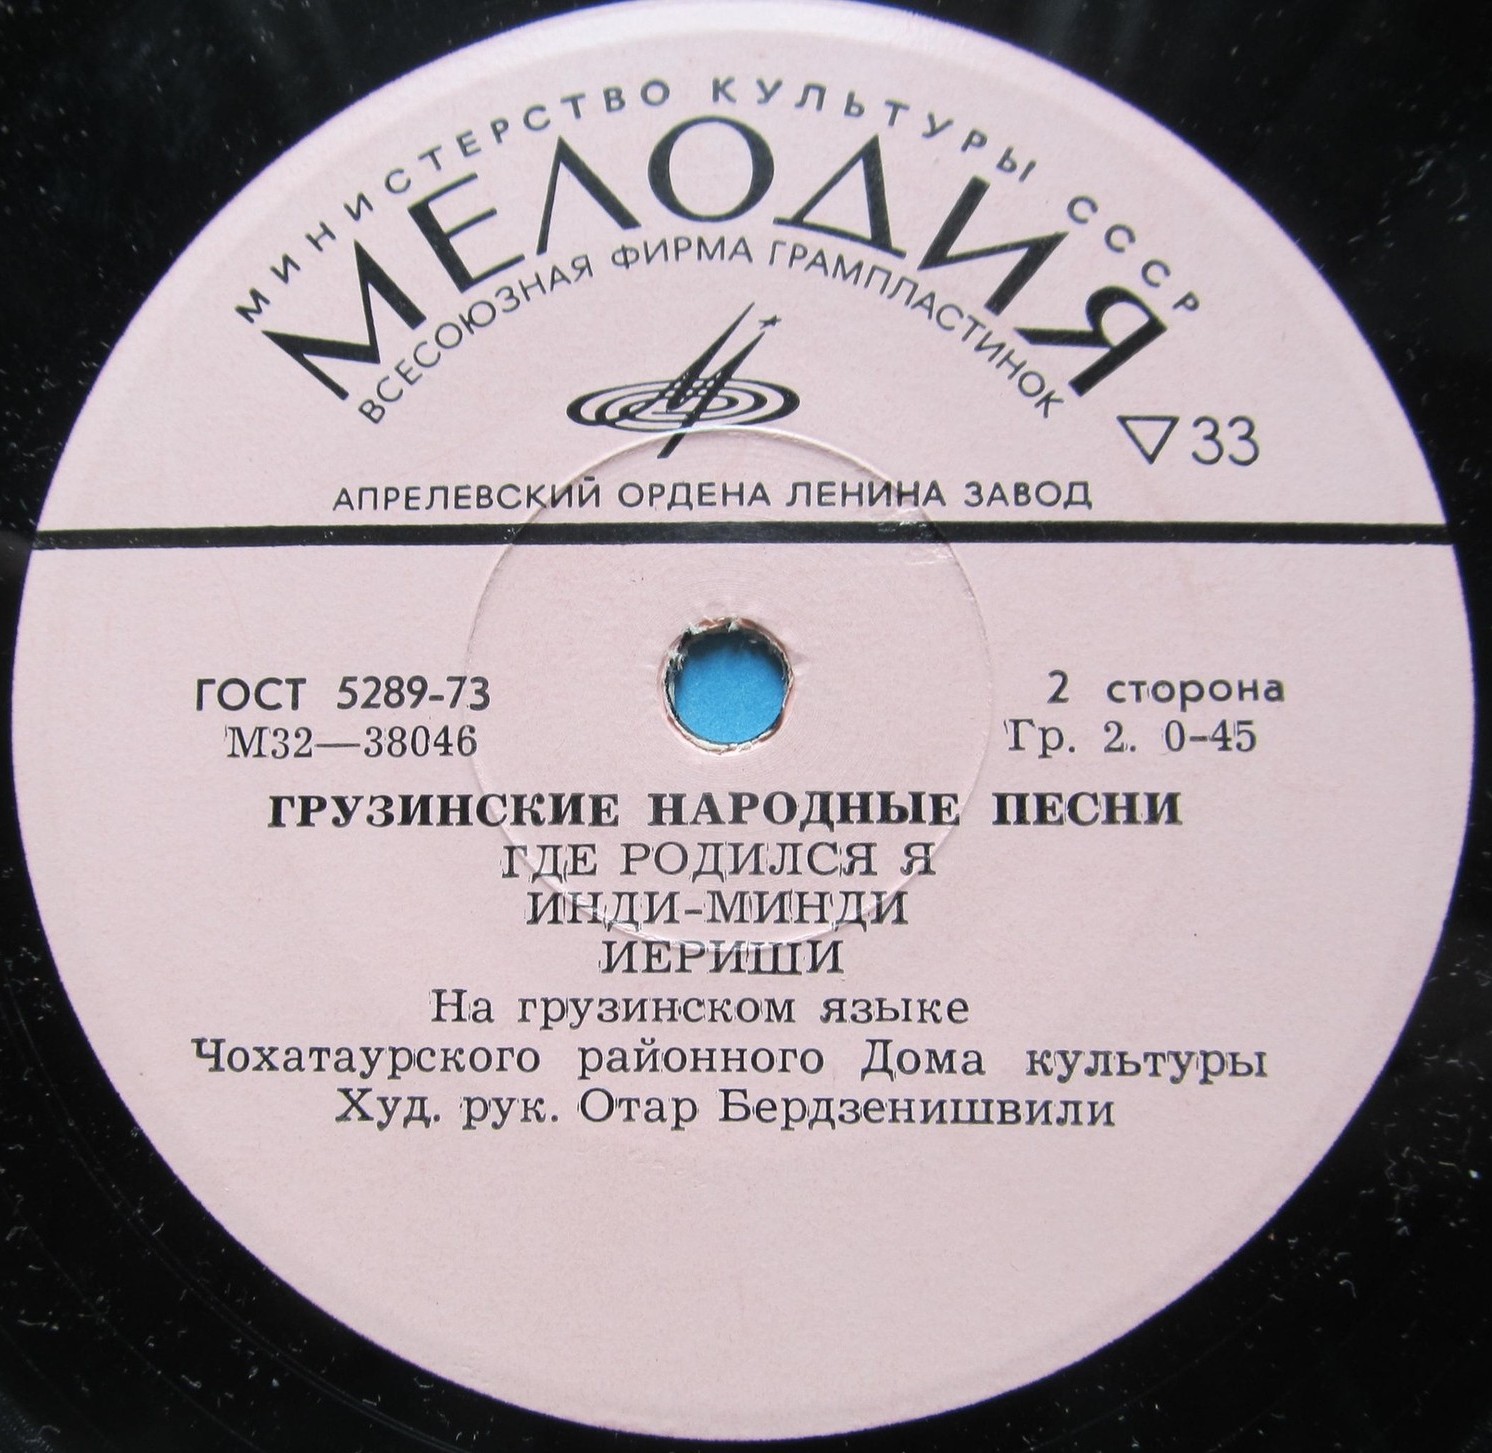 МИНИСТЕРСТВО КУЛЬТУРЫ СССР
МЕЛОДИЯ
ВСЕСОЮЗНАЯ ФИРМА ГРАМПЛАСТИНОК
33
АПРЕЛЕВСКИЙ ОРДЕНА ЛЕНИНА ЗАВОД
ГОСТ 5289-73
2 сторона
М32—38046
Гр. 2. 0-45
ГРУЗИНСКИЕ НАРОДНЫЕ ПЕСНИ
ГДЕ РОДИЛСЯ Я
ИНДИ-МИНДИ
ИЕРИШИ
На грузинском языке
Чохатаурского районного Дома культуры
Худ. рук. Отар Бердзенишвили